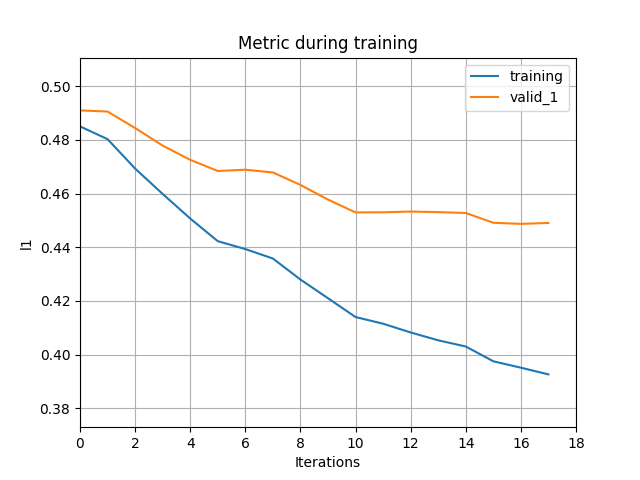 Metric during training
training
valid_1
l1
0.50
0.48
0.46
0.44
0.42
0.40
0.38
0 2 4 6 8 10 12 14 16 18
Iterations